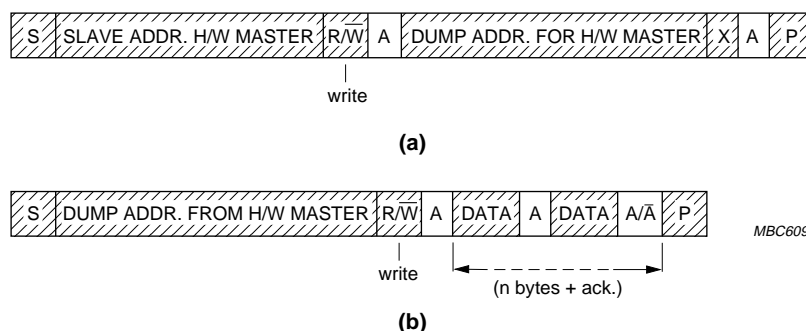 S SLAVE ADDR. H/W MASTER R/W̅ A DUMP ADDR. FOR H/W MASTER X A P
write
(a)
S DUMP ADDR. FROM H/W MASTER R/W̅ A DATA A DATA A/A̅ P
MBC609
write
(n bytes + ack.)
(b)